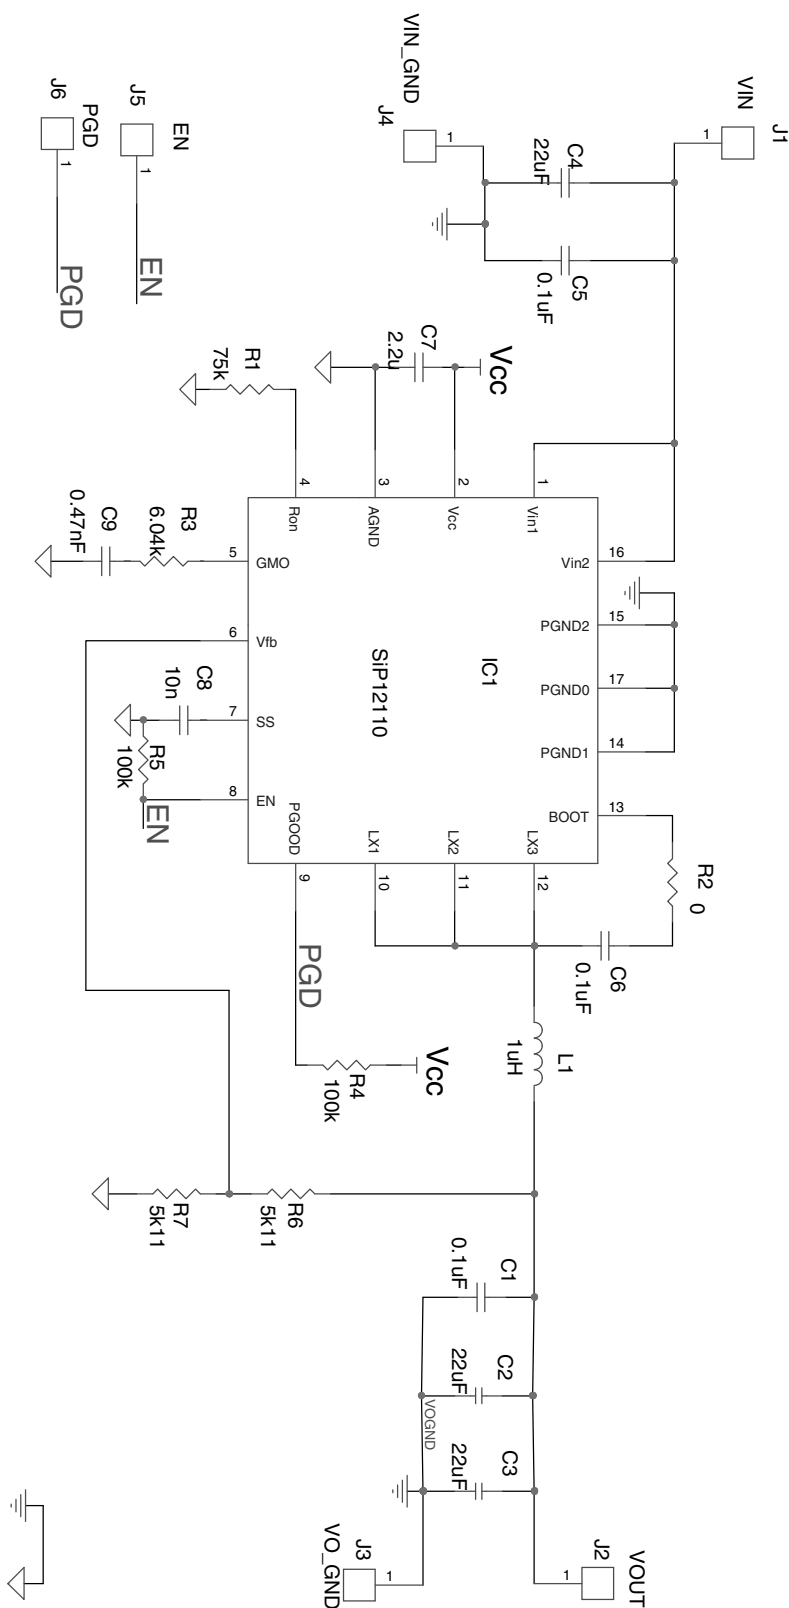 J1
VIN
1
VIN_GND
J4
1
C4
22uF
C5
0.1uF
J5
EN
1
EN
J6
PGD
1
PGD
Vcc
C7
2.2u
R1
75k
R3
6.04k
C9
0.47nF
1
2
3
4
Vin1
Vcc
AGND
Ron
5
GMO
6
Vfb
7
SS
8
EN
C8
10n
R5
100k
EN
IC1
SiP12110
16
Vin2
15
PGND2
17
PGND0
14
PGND1
13
BOOT
PGOOD
LX1
LX2
LX3
9
10
11
12
R2
0
C6
0.1uF
L1
1uH
PGD
Vcc
R4
100k
R6
5k11
R7
5k11
C1
0.1uF
C2
22uF
C3
22uF
VOGND
J2
VOUT
1
J3
VO_GND
1